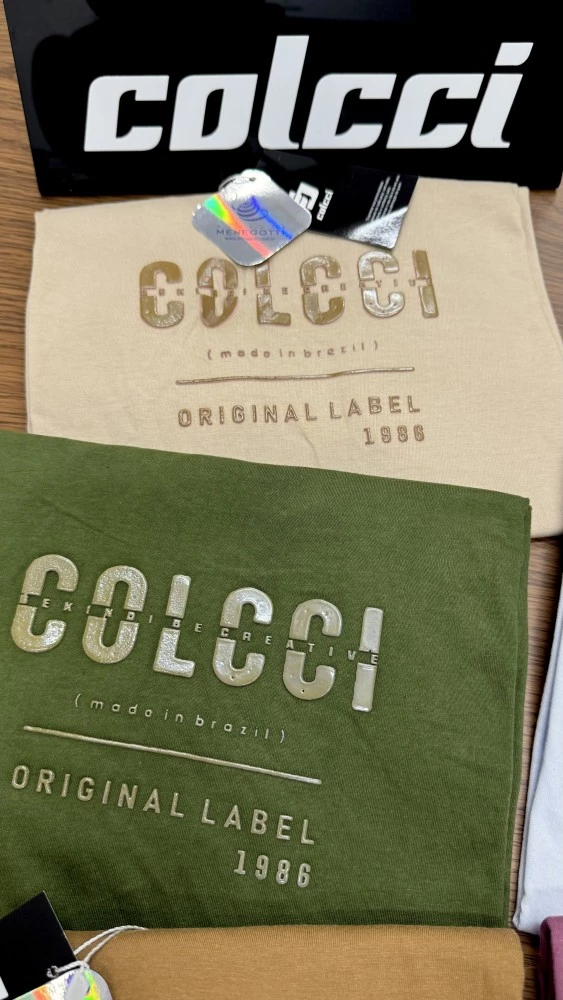 colcci
MENEGOTTI
colcci
COLCCI
(made in brazil)
ORIGINAL LABEL
1986
COLCCI
BE KIND BE CREATIVE
(made in brazil)
ORIGINAL LABEL
1986